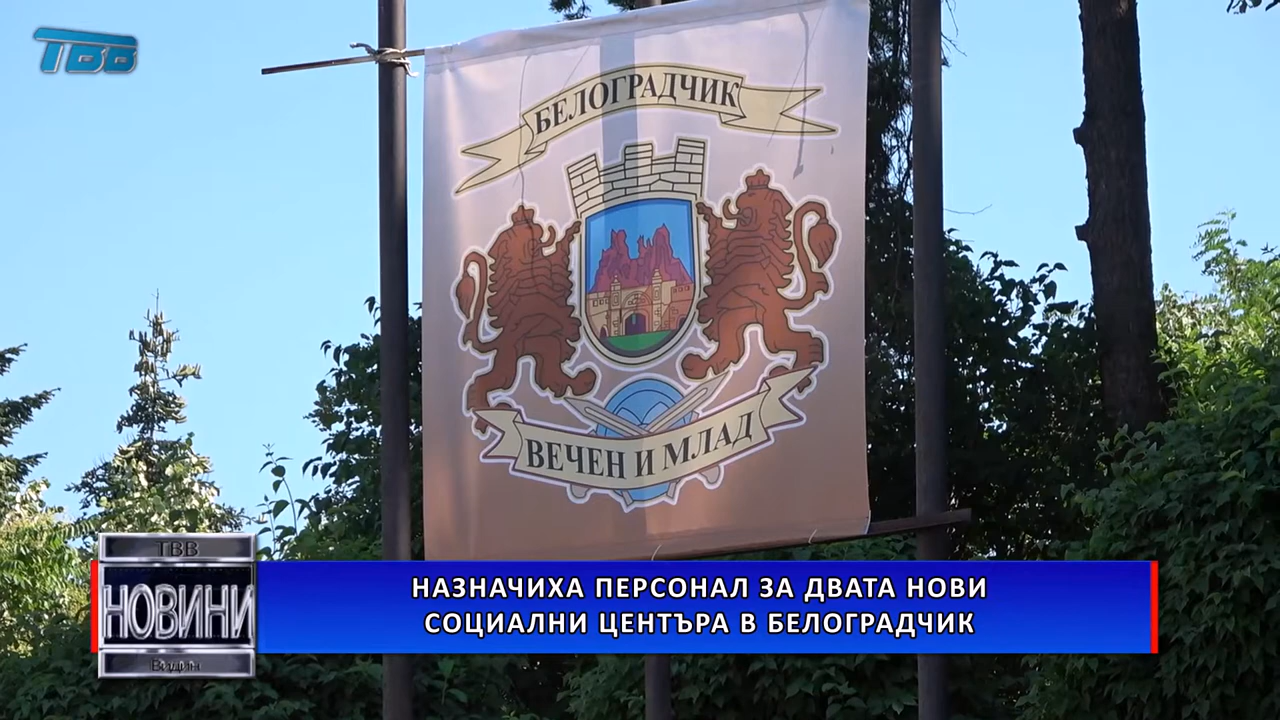 ТВВ
БЕЛОГРАДЧИК
ВЕЧЕН И МЛАД
ТВВ
НОВИНИ
Видин
НАЗНАЧИХА ПЕРСОНАЛ ЗА ДВАТА НОВИ
СОЦИАЛНИ ЦЕНТЪРА В БЕЛОГРАДЧИК